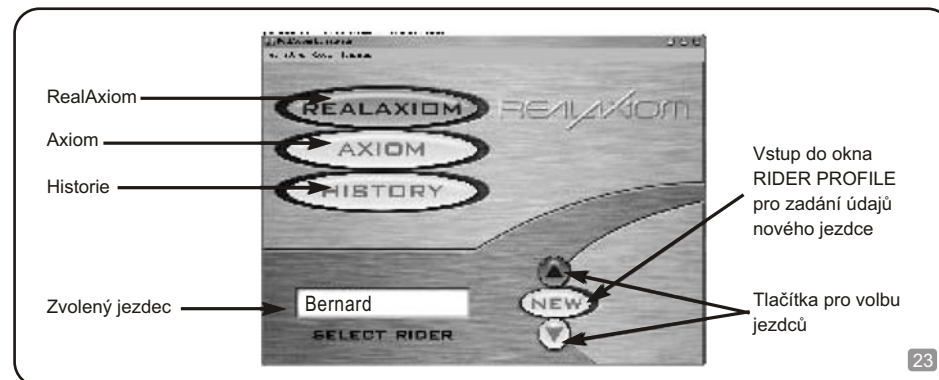 RealAxiom
Axiom
Historie
Zvolený jezdec
REALAXIOM
REALAXIOM
AXIOM
HISTORY
Bernard
SELECT RIDER
NEW
Vstup do okna
RIDER PROFILE
pro zadání údajů
nového jezdce
Tlačítka pro volbu
jezdců
23